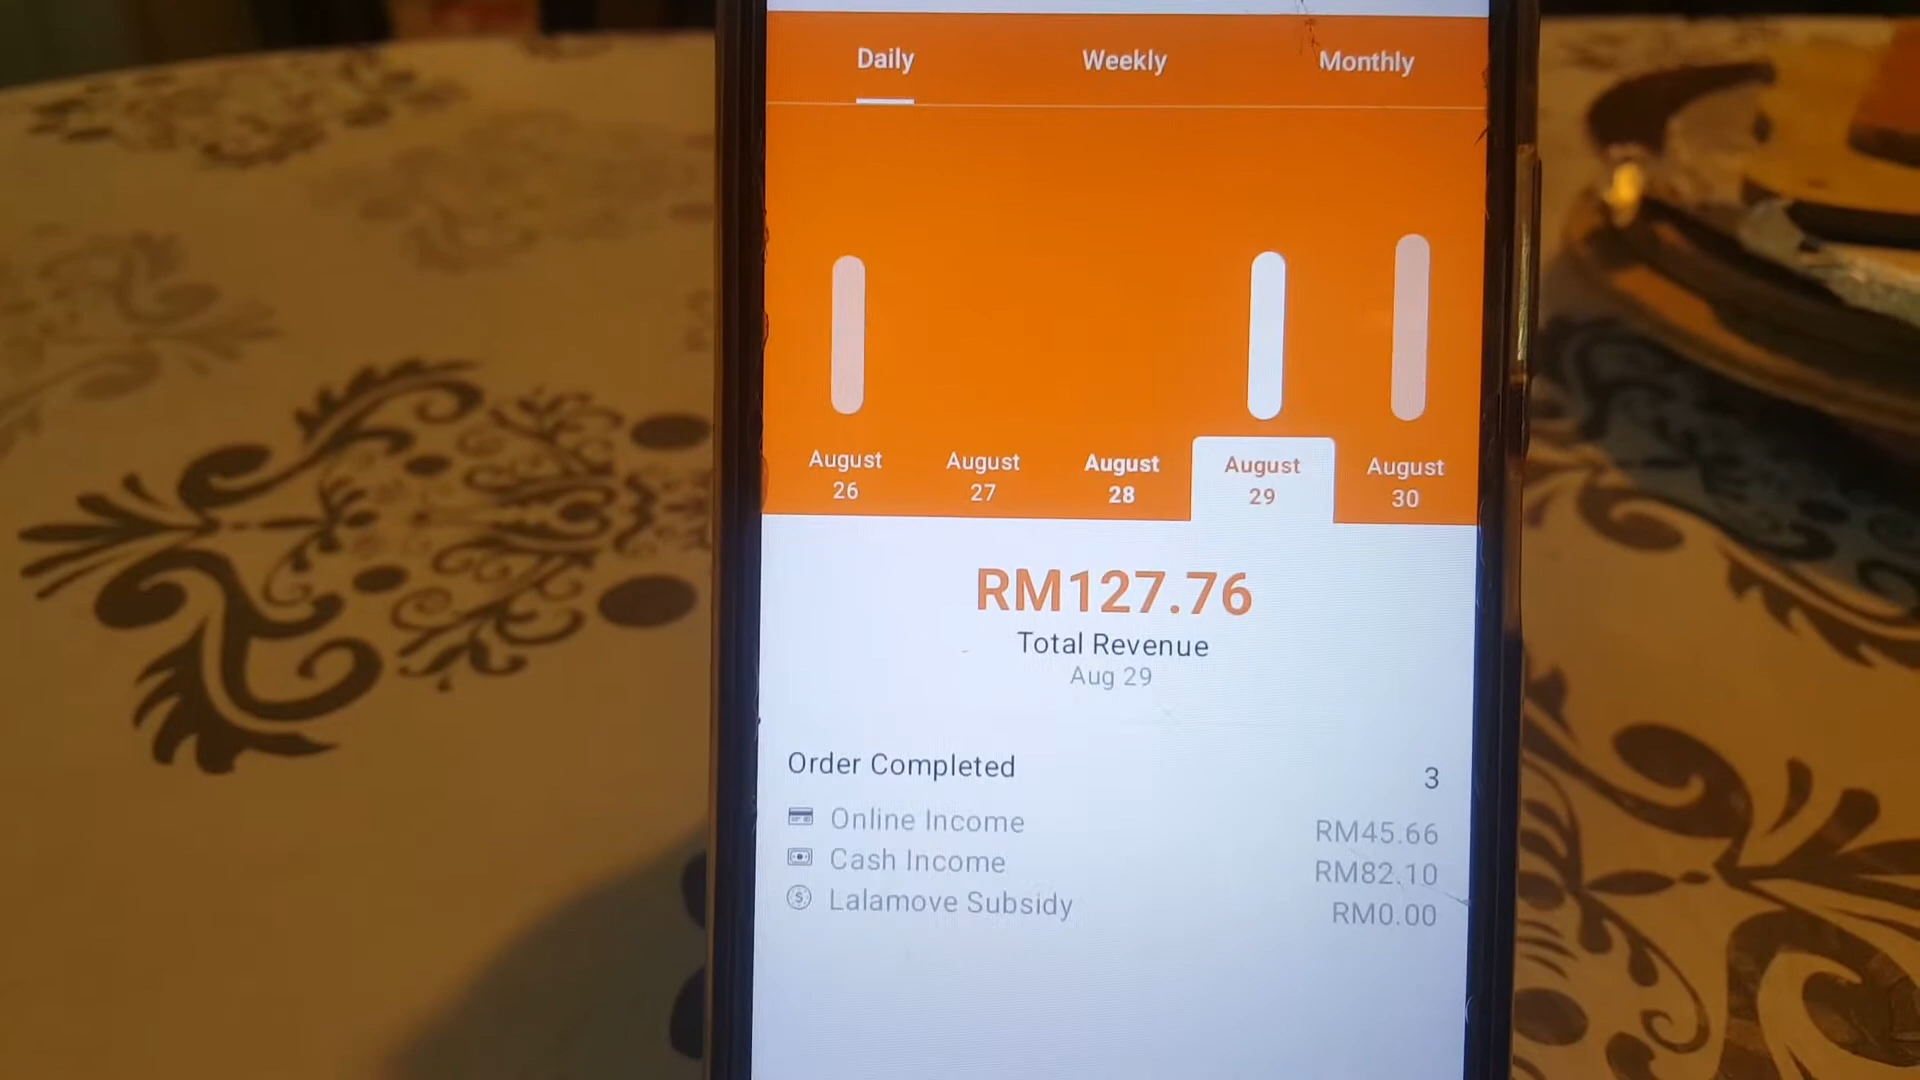 Daily Weekly Monthly
August 26
August 27
August 28
August 29
August 30
RM127.76
Total Revenue
Aug 29
Order Completed 3
Online Income RM45.66
Cash Income RM82.10
Lalamove Subsidy RM0.00